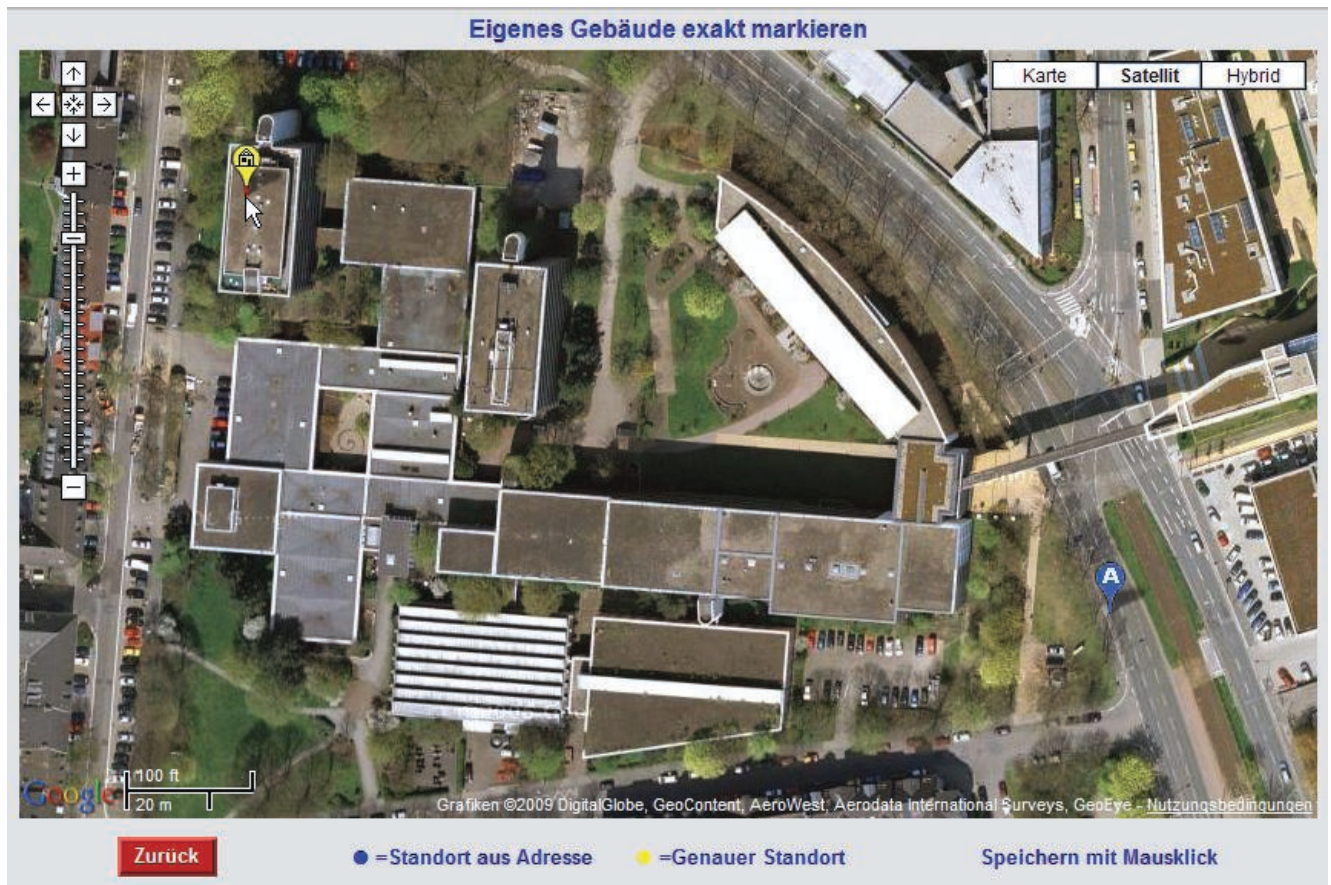 Eigenes Gebäude exakt markieren
Karte Satellit Hybrid
A
100 ft
20 m
Google
Grafiken ©2009 DigitalGlobe, GeoContent, AeroWest, Aerodata International Surveys, GeoEye - Nutzungsbedingungen
Zurück =Standort aus Adresse =Genauer Standort Speichern mit Mausklick